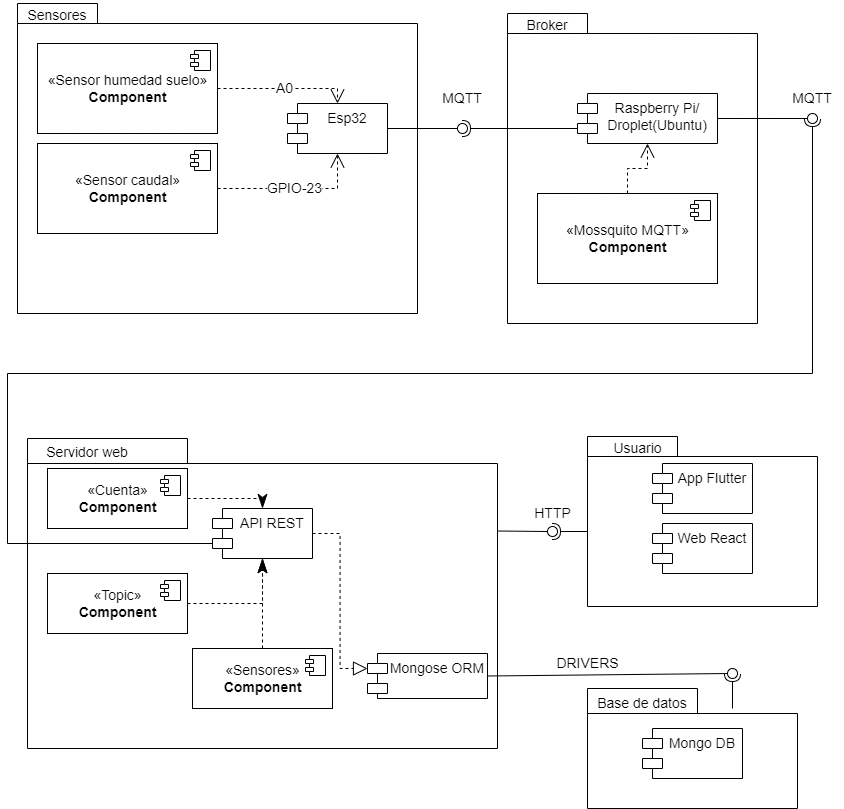 Sensores
«Sensor humedad suelo»
Component
A0
Esp32
«Sensor caudal»
Component
GPIO-23
MQTT
Broker
Raspberry Pi/
Droplet(Ubuntu)
«Mossquito MQTT»
Component
MQTT
Servidor web
«Cuenta»
Component
API REST
«Topic»
Component
«Sensores»
Component
Mongose ORM
HTTP
Usuario
App Flutter
Web React
DRIVERS
Base de datos
Mongo DB